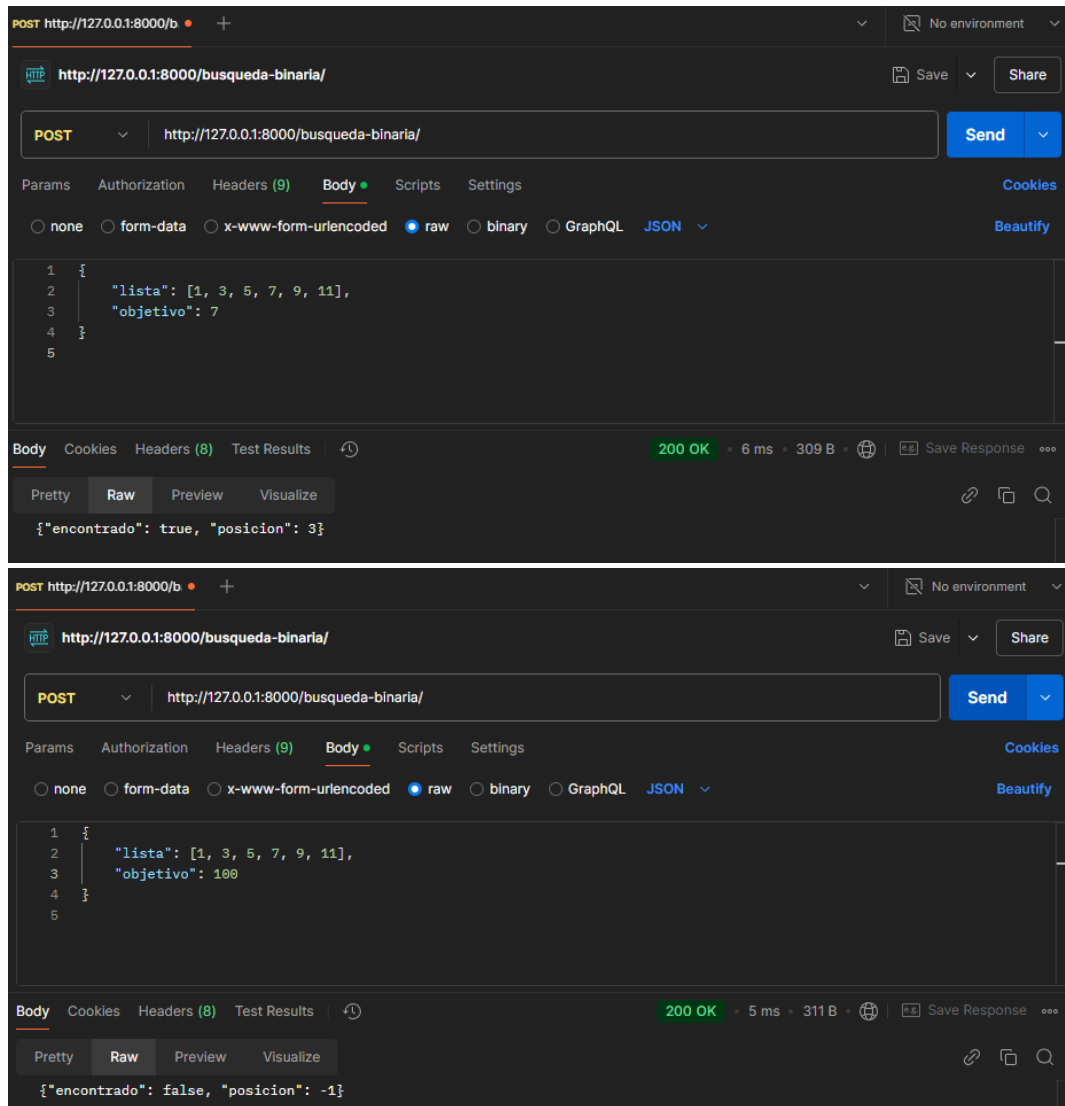 POST http://127.0.0.1:8000/b. No environment
HTTP http://127.0.0.1:8000/busqueda-binaria/ Save Share
POST http://127.0.0.1:8000/busqueda-binaria/ Send
Params Authorization Headers (9) Body Scripts Settings Cookies
none form-data x-www-form-urlencoded raw binary GraphQL JSON Beautify
1 {
2 "lista": [1, 3, 5, 7, 9, 11],
3 "objetivo": 7
4 }
5
Body Cookies Headers (8) Test Results 200 OK 6 ms 309 B e.g. Save Response
Pretty Raw Preview Visualize
{"encontrado": true, "posicion": 3}
POST http://127.0.0.1:8000/b. No environment
HTTP http://127.0.0.1:8000/busqueda-binaria/ Save Share
POST http://127.0.0.1:8000/busqueda-binaria/ Send
Params Authorization Headers (9) Body Scripts Settings Cookies
none form-data x-www-form-urlencoded raw binary GraphQL JSON Beautify
1 {
2 "lista": [1, 3, 5, 7, 9, 11],
3 "objetivo": 100
4 }
5
Body Cookies Headers (8) Test Results 200 OK 5 ms 311 B e.g. Save Response
Pretty Raw Preview Visualize
{"encontrado": false, "posicion": -1}